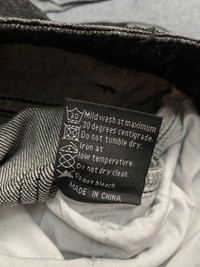 30 Mild wash at maximum
30 degrees centigrade.
Do not tumble dry.
Iron at
low temperature.
Do not dry clean.
Do not bleach.
MADE IN CHINA